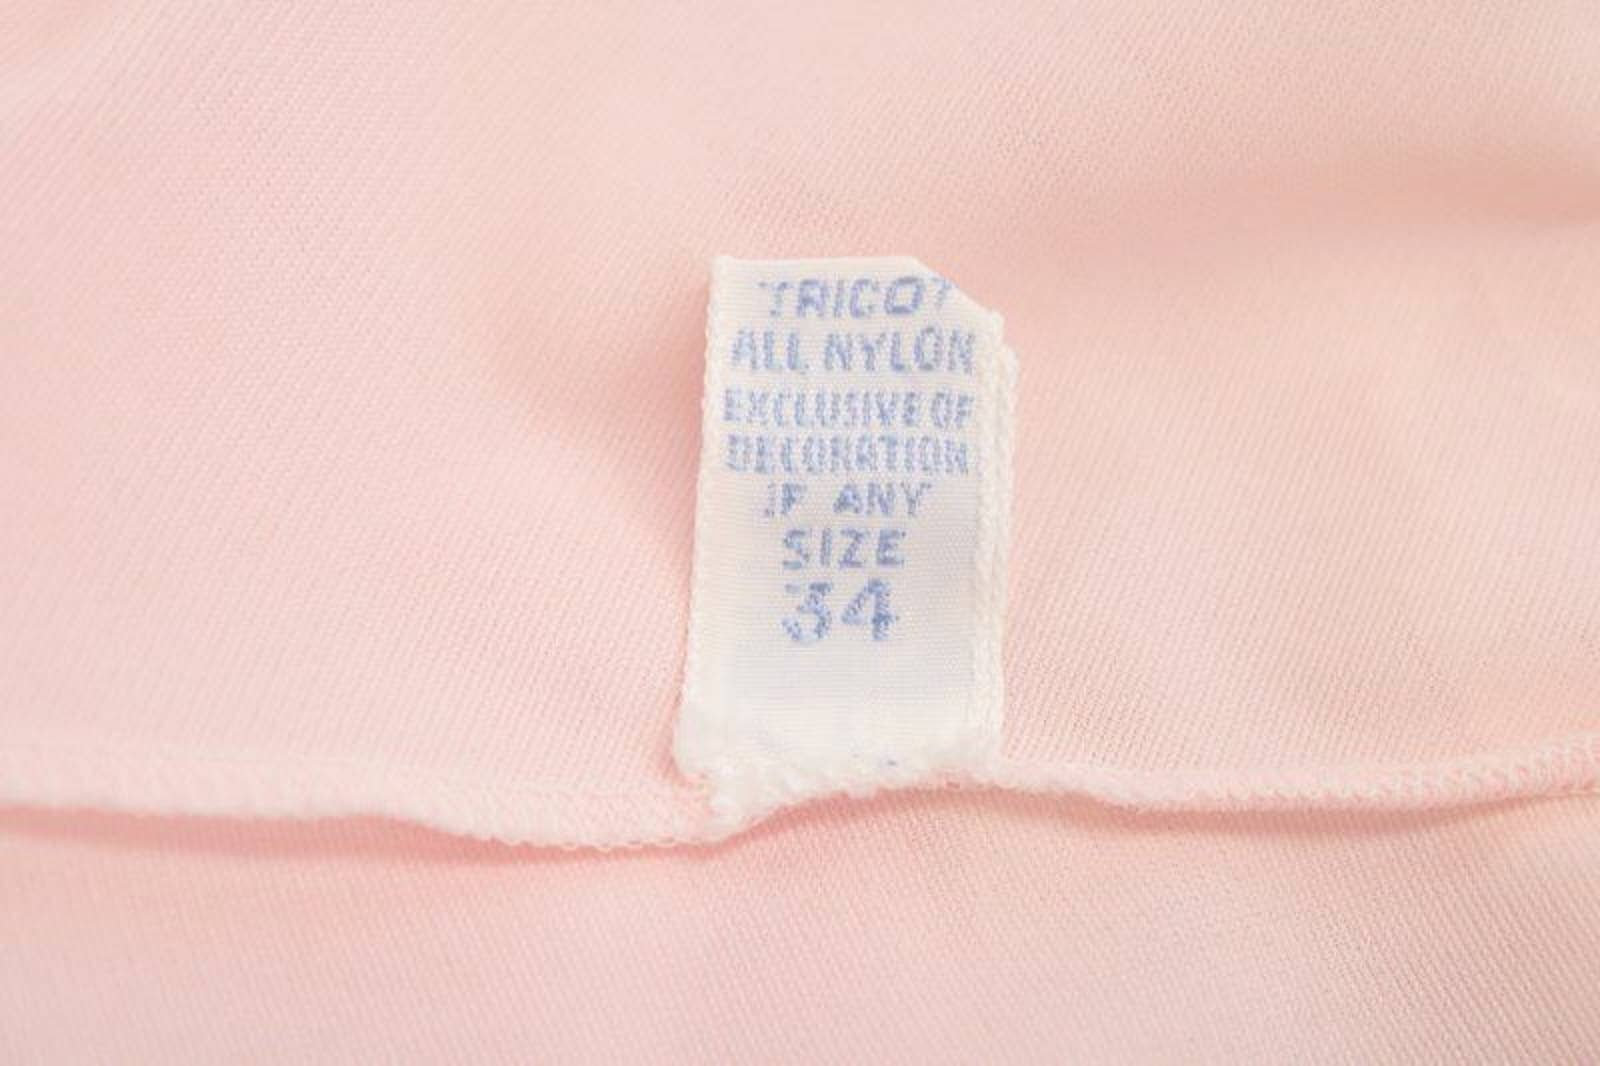 TRICOT
ALL NYLON
EXCLUSIVE OF
DECORATION
IF ANY
SIZE
34